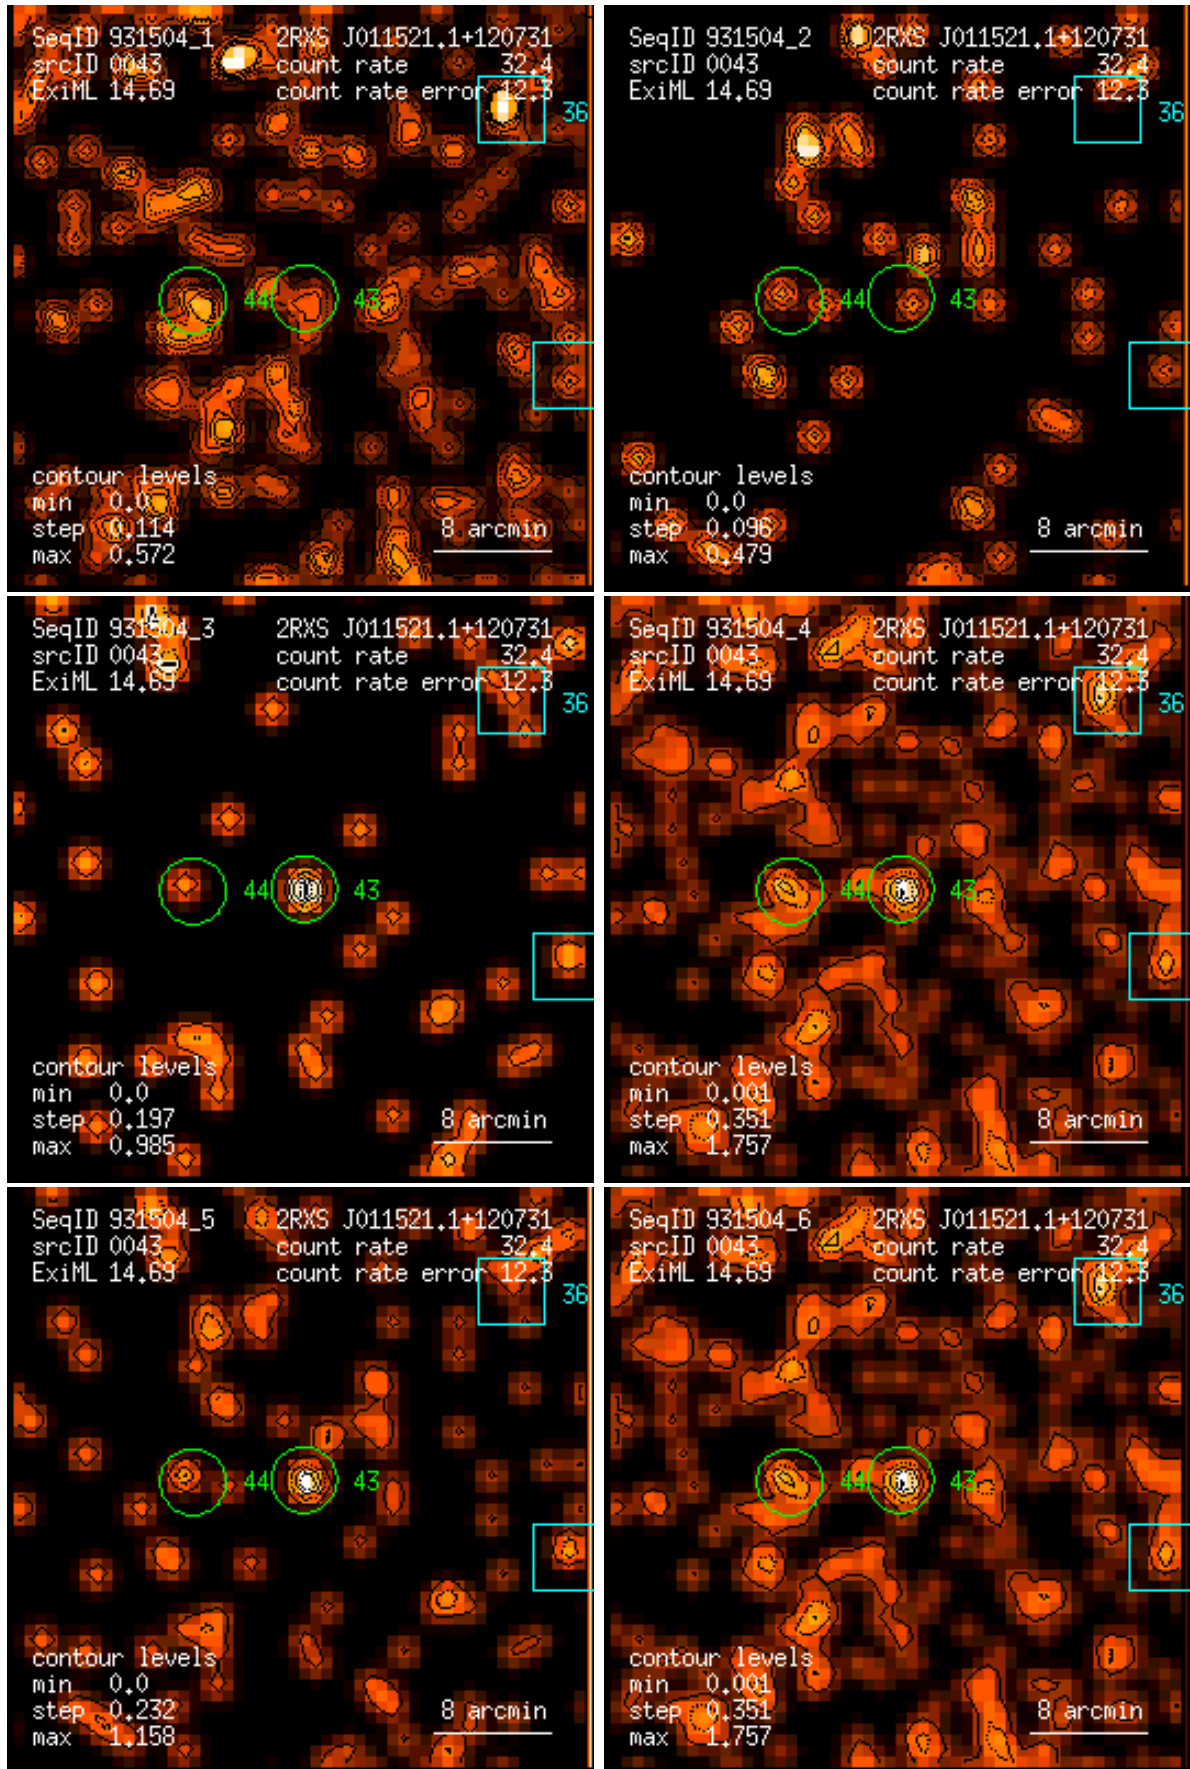 SeqID 931504_1 2RXS J011521.1+120731
srcID 0043 count rate 32.4
ExiML 14.69 count rate error 12.3
36
44 43
contour levels
min 0.0
step 0.114 8 arcmin
max 0.572
SeqID 931504_2 2RXS J011521.1+120731
srcID 0043 count rate 32.4
ExiML 14.69 count rate error 12.3
36
44 43
contour levels
min 0.0
step 0.096 8 arcmin
max 0.479
SeqID 931504_3 2RXS J011521.1+120731
srcID 0043 count rate 32.4
ExiML 14.69 count rate error 12.3
36
44 43
contour levels
min 0.0
step 0.197 8 arcmin
max 0.985
SeqID 931504_4 2RXS J011521.1+120731
srcID 0043 count rate 32.4
ExiML 14.69 count rate error 12.3
36
44 43
contour levels
min 0.001
step 0.351 8 arcmin
max 1.757
SeqID 931504_5 2RXS J011521.1+120731
srcID 0043 count rate 32.4
ExiML 14.69 count rate error 12.3
36
44 43
contour levels
min 0.0
step 0.232 8 arcmin
max 1.158
SeqID 931504_6 2RXS J011521.1+120731
srcID 0043 count rate 32.4
ExiML 14.69 count rate error 12.3
36
44 43
contour levels
min 0.001
step 0.351 8 arcmin
max 1.757